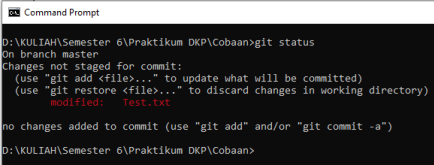 Command Prompt
D:\KULIAH\Semester 6\Praktikum DKP\Cobaan>git status
On branch master
Changes not staged for commit:
  (use "git add <file>..." to update what will be committed)
  (use "git restore <file>..." to discard changes in working directory)
        modified:   Test.txt

no changes added to commit (use "git add" and/or "git commit -a")

D:\KULIAH\Semester 6\Praktikum DKP\Cobaan>